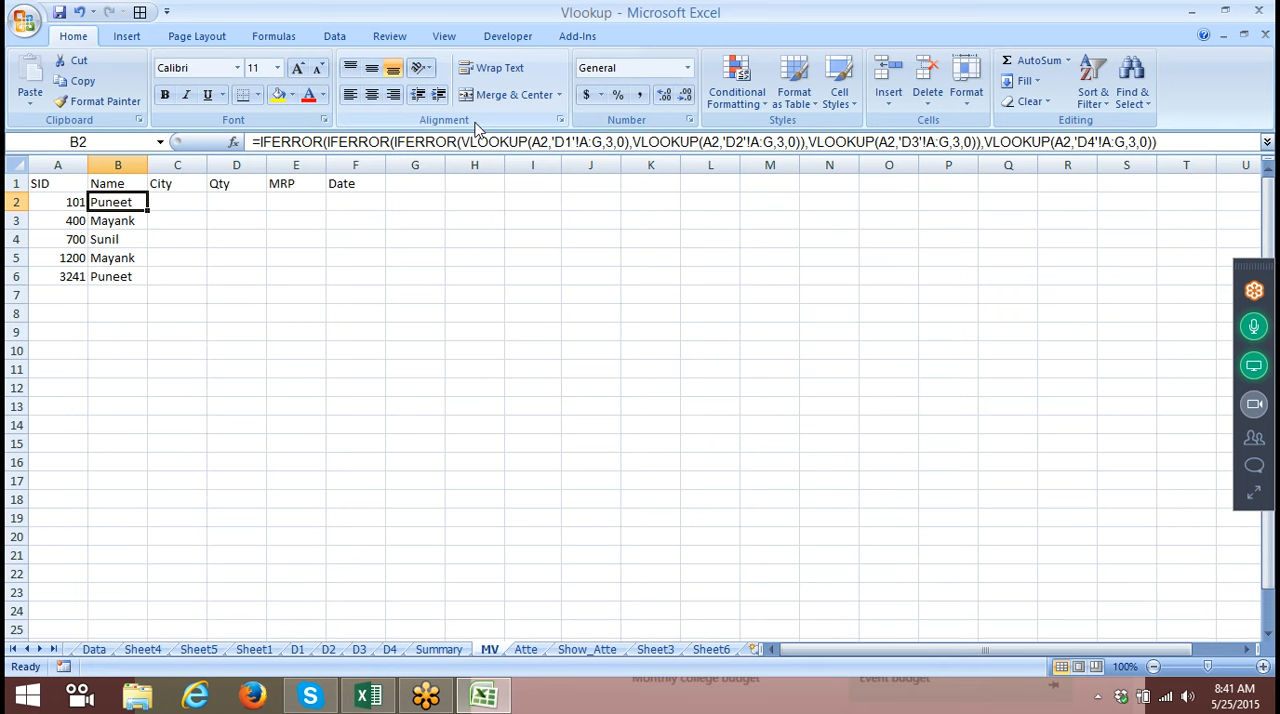 Vlookup - Microsoft Excel
Home Insert Page Layout Formulas Data Review View Developer Add-Ins
Paste Cut Copy Format Painter Clipboard
Calibri 11 A A B I U A Font
Wrap Text Merge & Center Alignment
General $ % , Number
Conditional Formatting Format as Table Cell Styles Styles
Insert Delete Format Cells
Σ AutoSum Fill Clear Sort & Filter Find & Select Editing
B2 fx =IFERROR(IFERROR(IFERROR(VLOOKUP(A2,'D1'!A:G,3,0),VLOOKUP(A2,'D2'!A:G,3,0)),VLOOKUP(A2,'D3'!A:G,3,0)),VLOOKUP(A2,'D4'!A:G,3,0))
A B C D E F G H I J K L M N O P Q R S T U
1 SID Name City Qty MRP Date
2 101 Puneet
3 400 Mayank
4 700 Sunil
5 1200 Mayank
6 3241 Puneet
7
8
9
10
11
12
13
14
15
16
17
18
19
20
21
22
23
24
25
Data Sheet4 Sheet5 Sheet1 D1 D2 D3 D4 Summary MV Atte Show_Atte Sheet3 Sheet6
Ready 100%
Monthly college budget Event budget
8:41 AM
5/25/2015